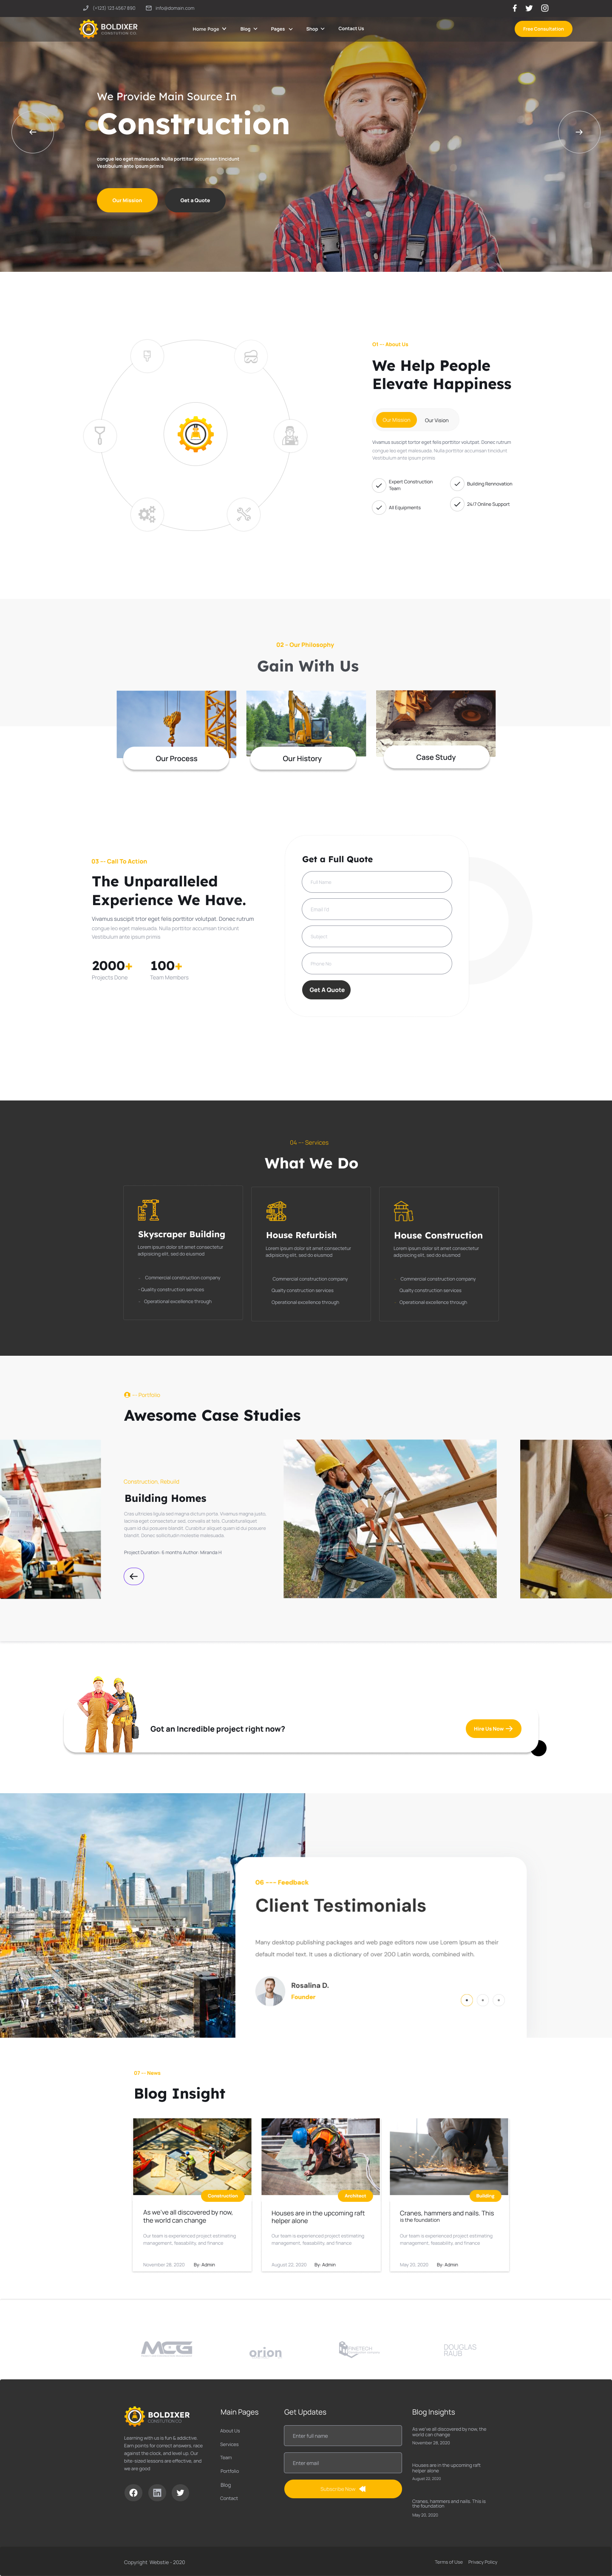 (+123) 123 4567 890
info@domain.com
BOLDIXER
Home Page
Blog
Pages
Shop
Contact Us
Free Consultation
We Provide Main Source In
Construction
congue leo eget malesuada. Nulla porttitor accumsan tincidunt
Vestibulum ante ipsum primis
Our Mission
Get a Quote
01 -- About Us
We Help People
Elevate Happiness
Our Mission
Our Vision
Vivamus suscipit tortor eget felis porttitor volutpat. Donec rutrum
congue leo eget malesuada. Nulla porttitor accumsan tincidunt
Vestibulum ante ipsum primis
Expert Construction
Team
Building Rennovation
All Equipments
24/7 Online Support
02 - Our Philosophy
Gain With Us
Our Process
Our History
Case Study
03 -- Call To Action
The Unparalleled
Experience We Have.
Vivamus suscipit trtor eget felis porttitor volutpat. Donec rutrum
congue leo eget malesuada. Nulla porttitor accumsan tincidunt
Vestibulum ante ipsum primis
2000+
Projects Done
100+
Team Members
Get a Full Quote
Full Name
Email Id
Subject
Phone No
Get A Quote
04 -- Services
What We Do
Skyscraper Building
Lorem ipsum dolor sit amet consectetur
adipisicing elit, sed do eiusmod
Commercial construction company
- Quality construction services
Operational excellence through
House Refurbish
Lorem ipsum dolor sit amet consectetur
adipisicing elit, sed do eiusmod
Commercial construction company
Quality construction services
Operational excellence through
House Construction
Lorem ipsum dolor sit amet consectetur
adipisicing elit, sed do eiusmod
Commercial construction company
Quality construction services
Operational excellence through
-- Portfolio
Awesome Case Studies
Construction, Rebuild
Building Homes
Cras ultricies ligula sed magna dictum porta. Vivamus magna justo,
lacinia eget consectetur sed, convallis at tels. Curabituraliquet
quam id dui posuere blandit. Curabitur aliquet quam id dui posuere
blandit. Donec sollicitudin molestie malesuada.
Project Duration: 6 months Author: Miranda H
Got an Incredible project right now?
Hire Us Now
06 --- Feedback
Client Testimonials
Many desktop publishing packages and web page editors now use Lorem Ipsum as their
default model text. It uses a dictionary of over 200 Latin words, combined with.
Rosalina D.
Founder
07 -- News
Blog Insight
Construction
As we've all discovered by now,
the world can change
Our team is experienced project estimating
management, feasability, and finance
November 28, 2020
By: Admin
Architect
Houses are in the upcoming raft
helper alone
Our team is experienced project estimating
management, feasability, and finance
August 22, 2020
By: Admin
Building
Cranes, hammers and nails. This
is the foundation
Our team is experienced project estimating
management, feasability, and finance
May 20, 2020
By: Admin
MCG
orion
FINETECH
DOUGLAS
RAUB.
BOLDIXER
Learning with us is fun & addictive.
Earn points for correct answers, race
against the clock, and level up. Our
bite-sized lessons are effective, and
we are good
Main Pages
About Us
Services
Team
Portfolio
Blog
Contact
Get Updates
Enter full name
Enter email
Subscribe Now
Blog Insights
As we've all discovered by now, the
world can change
November 28, 2020
Houses are in the upcoming raft
helper alone
August 20, 2020
Cranes, hammers and nails. This is
the foundation
May 20, 2020
Copyright Website - 2020
Terms of Use
Privacy Policy